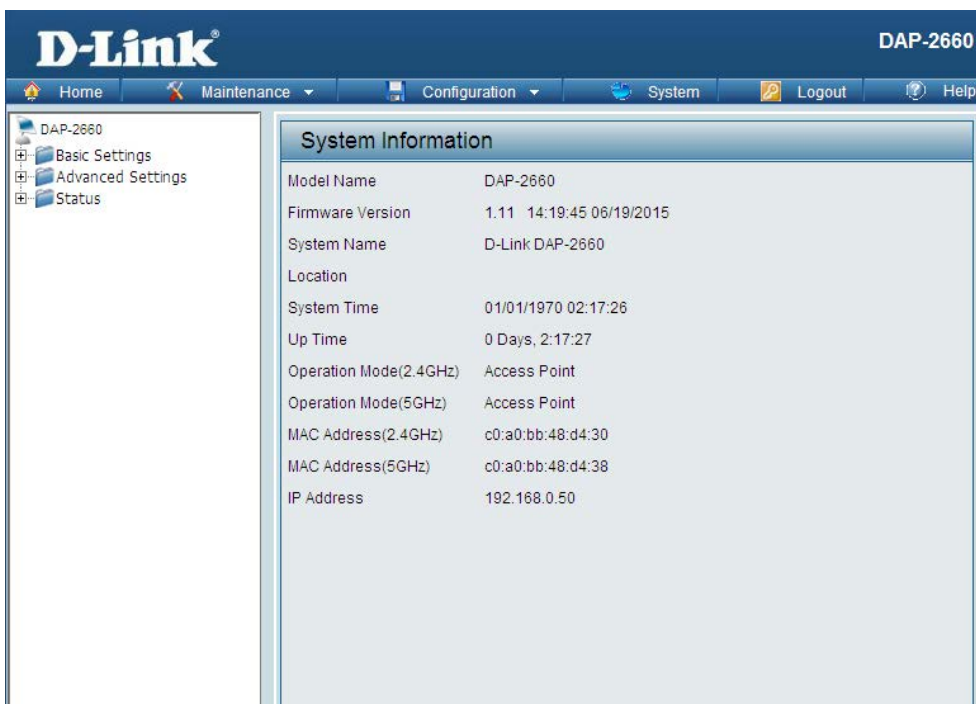 D-Link
DAP-2660
Home Maintenance Configuration System Logout Help
DAP-2660
Basic Settings
Advanced Settings
Status
System Information
Model Name DAP-2660
Firmware Version 1.11 14:19:45 06/19/2015
System Name D-Link DAP-2660
Location
System Time 01/01/1970 02:17:26
Up Time 0 Days, 2:17:27
Operation Mode(2.4GHz) Access Point
Operation Mode(5GHz) Access Point
MAC Address(2.4GHz) c0:a0:bb:48:d4:30
MAC Address(5GHz) c0:a0:bb:48:d4:38
IP Address 192.168.0.50